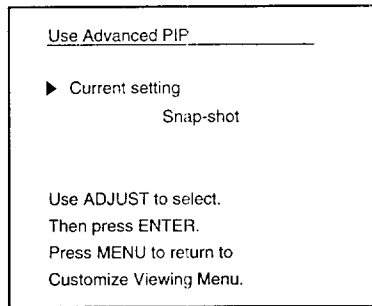 Use Advanced PIP
▶ Current setting
Snap-shot
Use ADJUST to select.
Then press ENTER.
Press MENU to return to
Customize Viewing Menu.